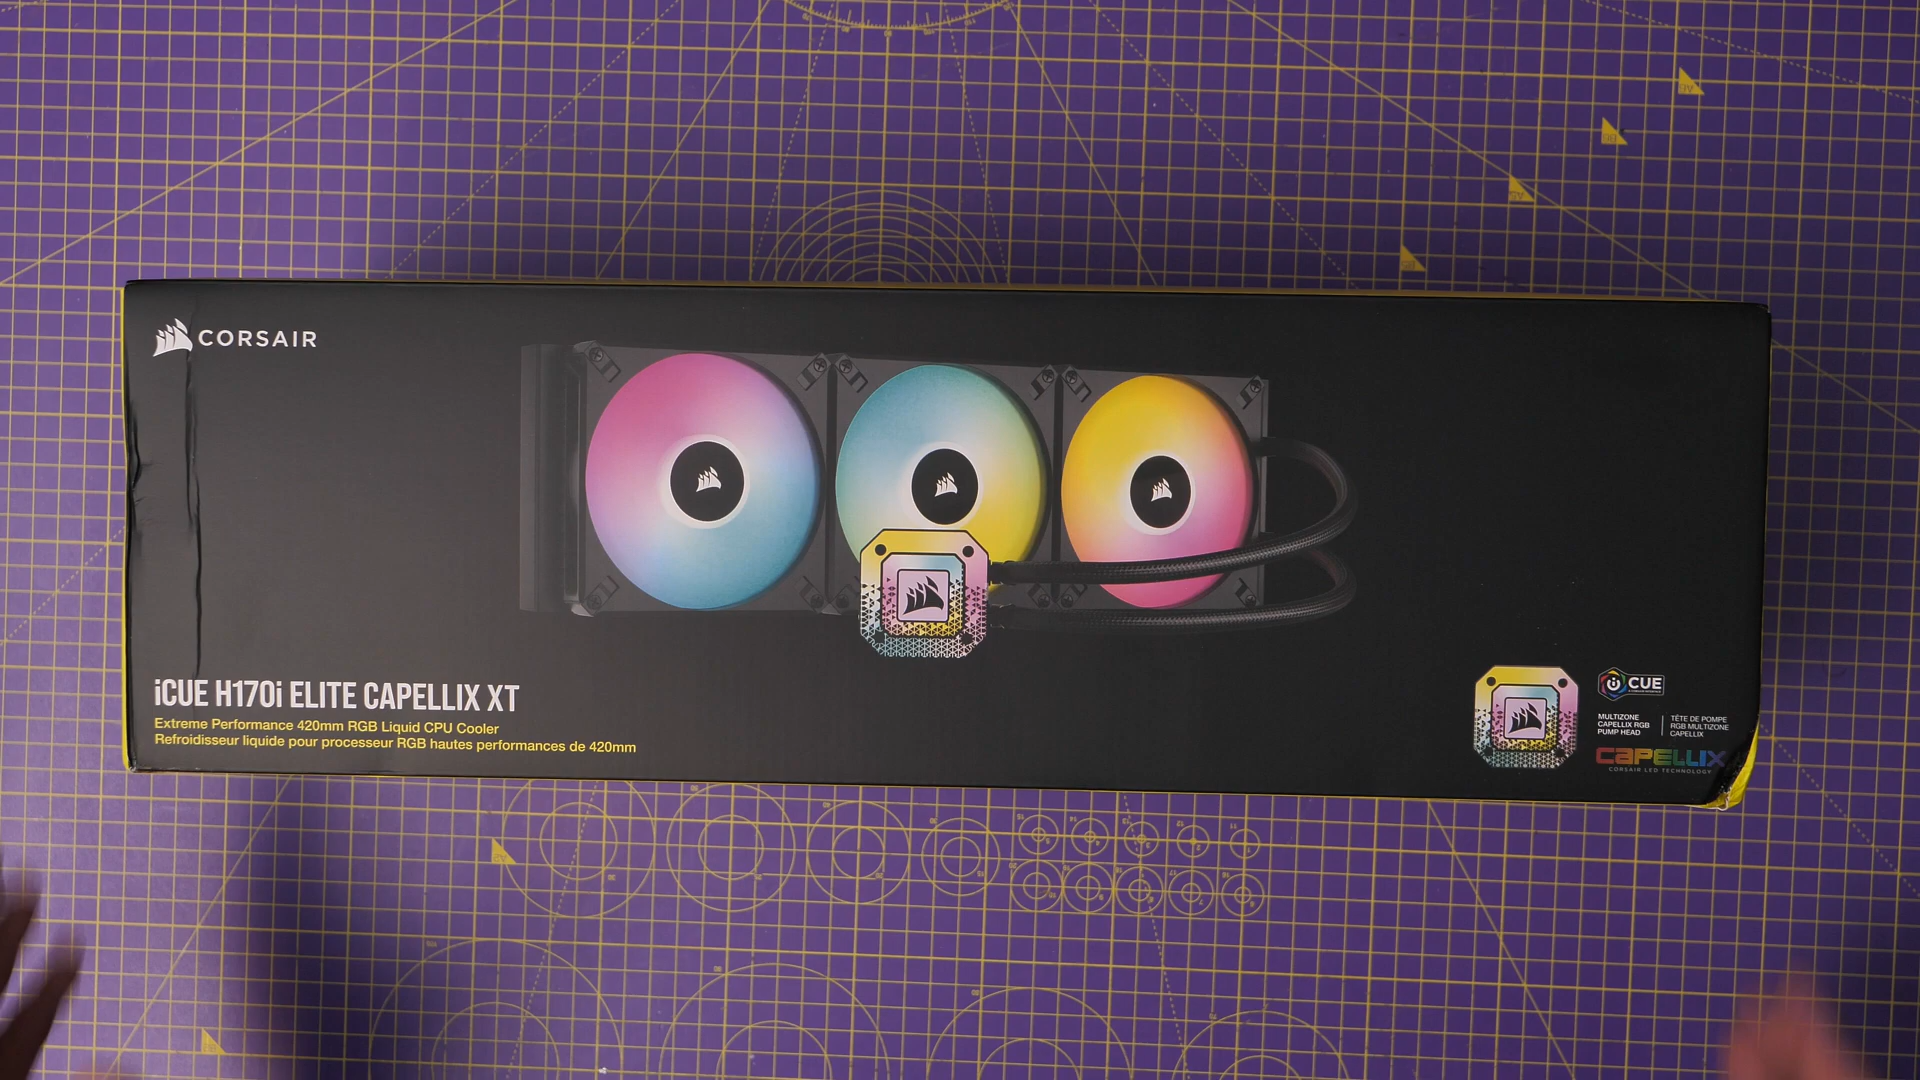 CORSAIR
iCUE H170i ELITE CAPELLIX XT
Extreme Performance 420mm RGB Liquid CPU Cooler
Refroidisseur liquide pour processeur RGB hautes performances de 420mm
iCUE
MULTIZONE
CAPELLIX RGB
PUMP HEAD
TÊTE DE POMPE
RGB MULTIZONE
CAPELLIX
CAPELLIX
CORSAIR LED TECHNOLOGY